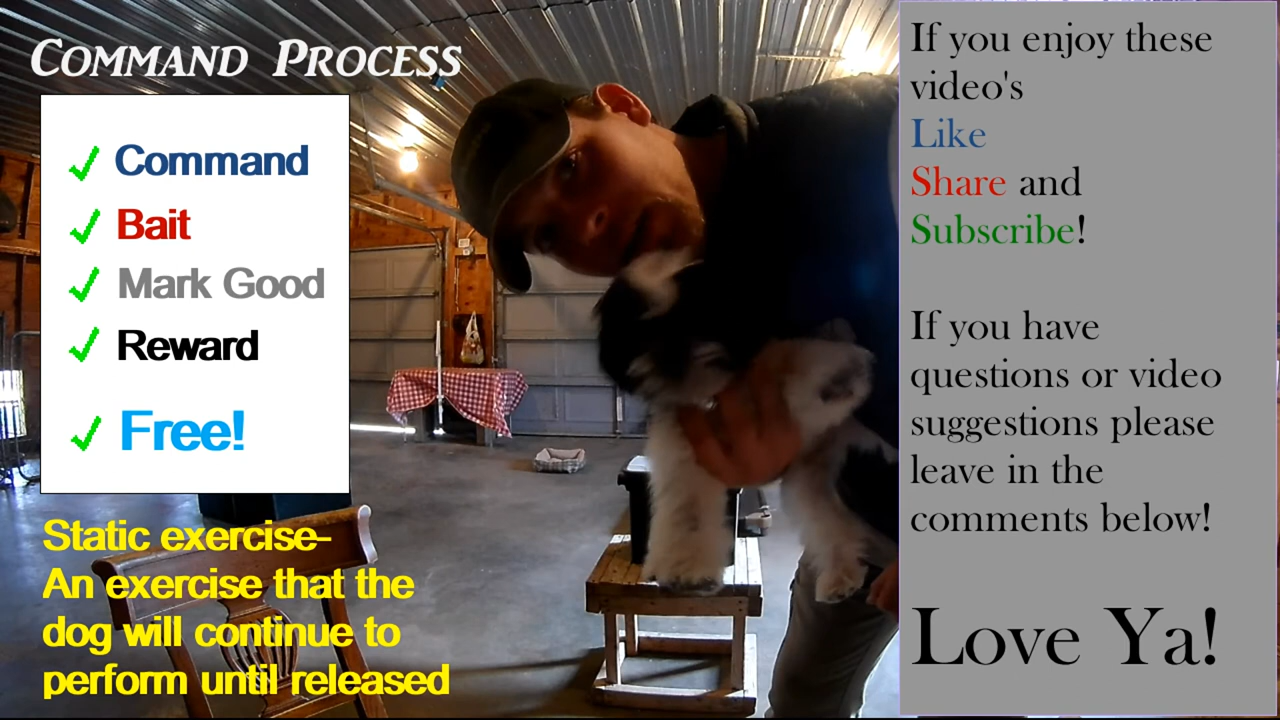 Command Process
Command
Bait
Mark Good
Reward
Free!
Static exercise-
An exercise that the
dog will continue to
perform until released
If you enjoy these
video's
Like
Share and
Subscribe!
If you have
questions or video
suggestions please
leave in the
comments below!
Love Ya!